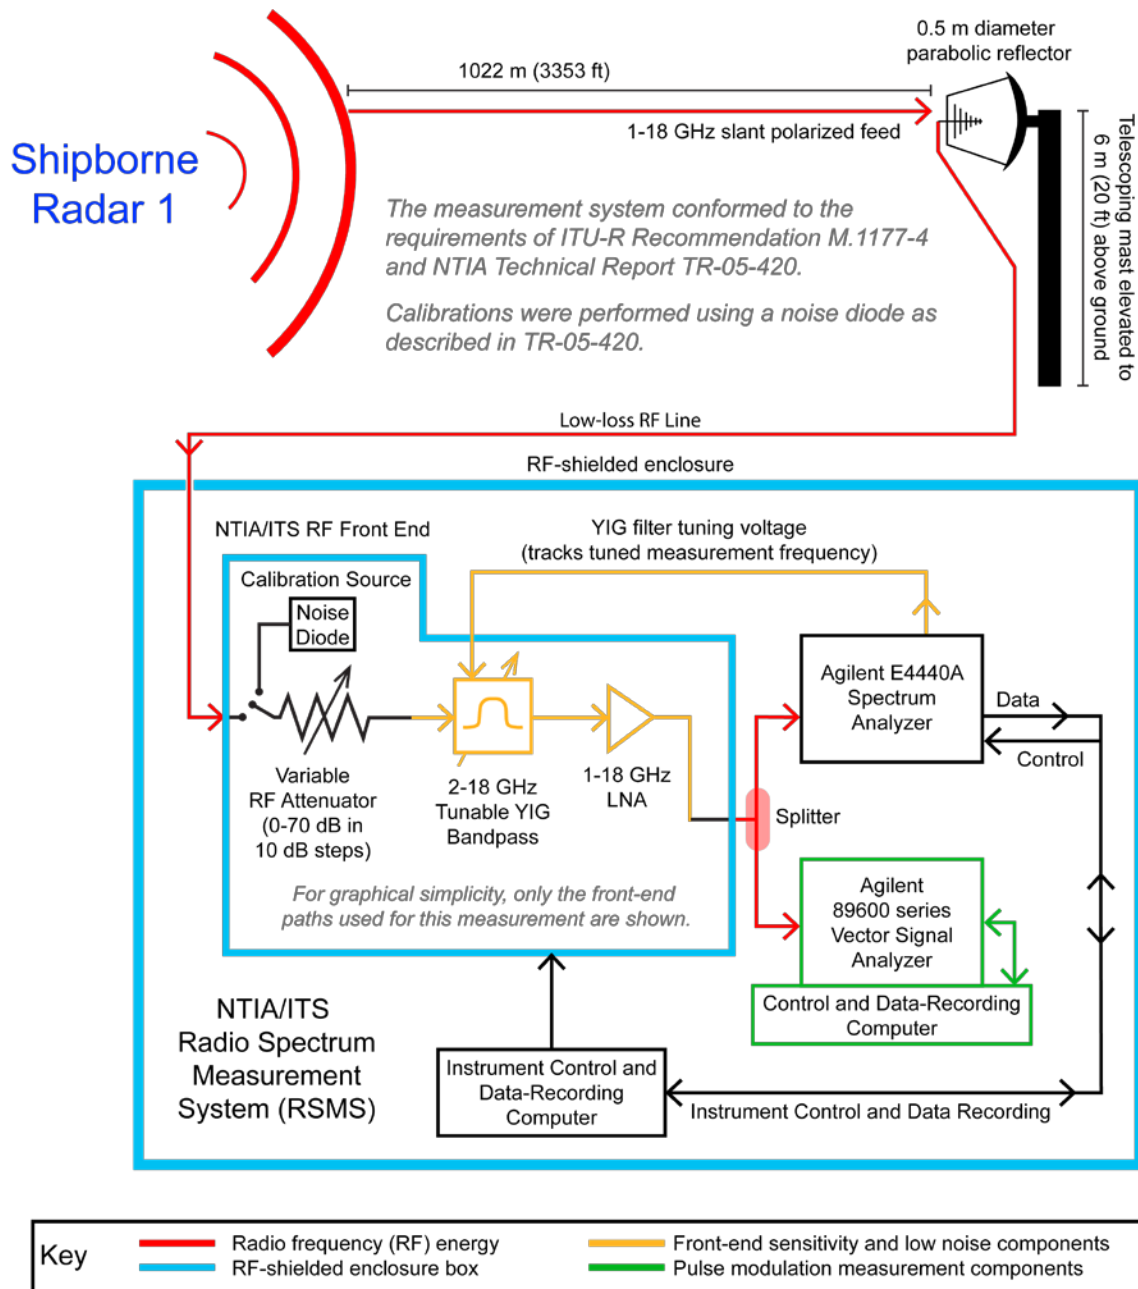 0.5 m diameter
parabolic reflector
1022 m (3353 ft)
1-18 GHz slant polarized feed
Telescoping mast elevated to
6 m (20 ft) above ground
Shipborne
Radar 1
The measurement system conformed to the
requirements of ITU-R Recommendation M.1177-4
and NTIA Technical Report TR-05-420.
Calibrations were performed using a noise diode as
described in TR-05-420.
Low-loss RF Line
RF-shielded enclosure
NTIA/ITS RF Front End
YIG filter tuning voltage
(tracks tuned measurement frequency)
Calibration Source
Noise
Diode
Variable
RF Attenuator
(0-70 dB in
10 dB steps)
2-18 GHz
Tunable YIG
Bandpass
1-18 GHz
LNA
Agilent E4440A
Spectrum
Analyzer
Data
Control
Splitter
Agilent
89600 series
Vector Signal
Analyzer
Control and Data-Recording
Computer
For graphical simplicity, only the front-end
paths used for this measurement are shown.
NTIA/ITS
Radio Spectrum
Measurement
System (RSMS)
Instrument Control and
Data-Recording
Computer
Instrument Control and Data Recording
Key
Radio frequency (RF) energy
RF-shielded enclosure box
Front-end sensitivity and low noise components
Pulse modulation measurement components